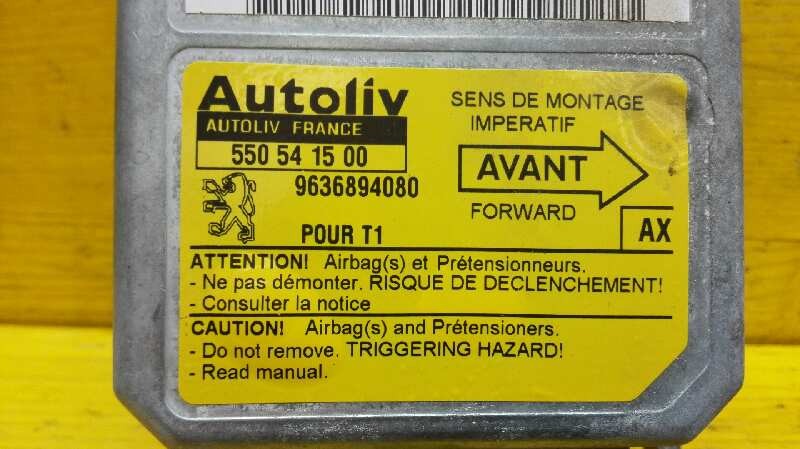 Autoliv
AUTOLIV FRANCE
550 54 15 00
9636894080
POUR T1
SENS DE MONTAGE
IMPERATIF
AVANT
FORWARD
AX
ATTENTION! Airbag(s) et Prétensionneurs.
- Ne pas démonter. RISQUE DE DECLENCHEMENT!
- Consulter la notice
CAUTION! Airbag(s) and Prétensioners.
- Do not remove. TRIGGERING HAZARD!
- Read manual.